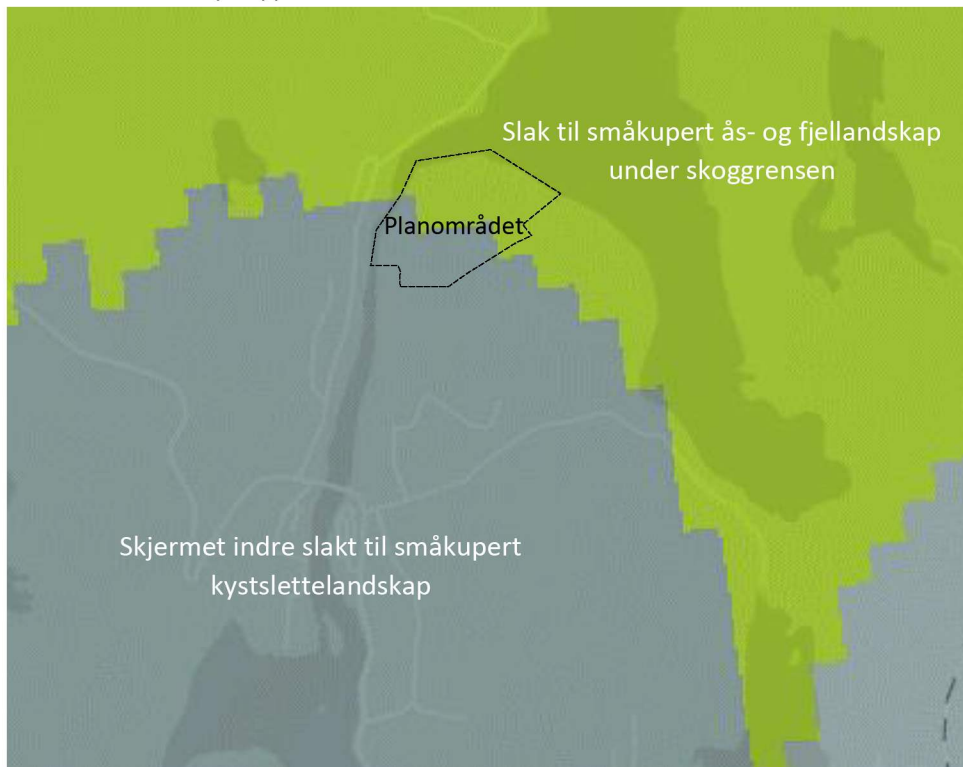 Slak til småkupert ås- og fjellandskap
under skoggrensen
Planområdet
Skjermet indre slakt til småkupert
kystslettelandskap